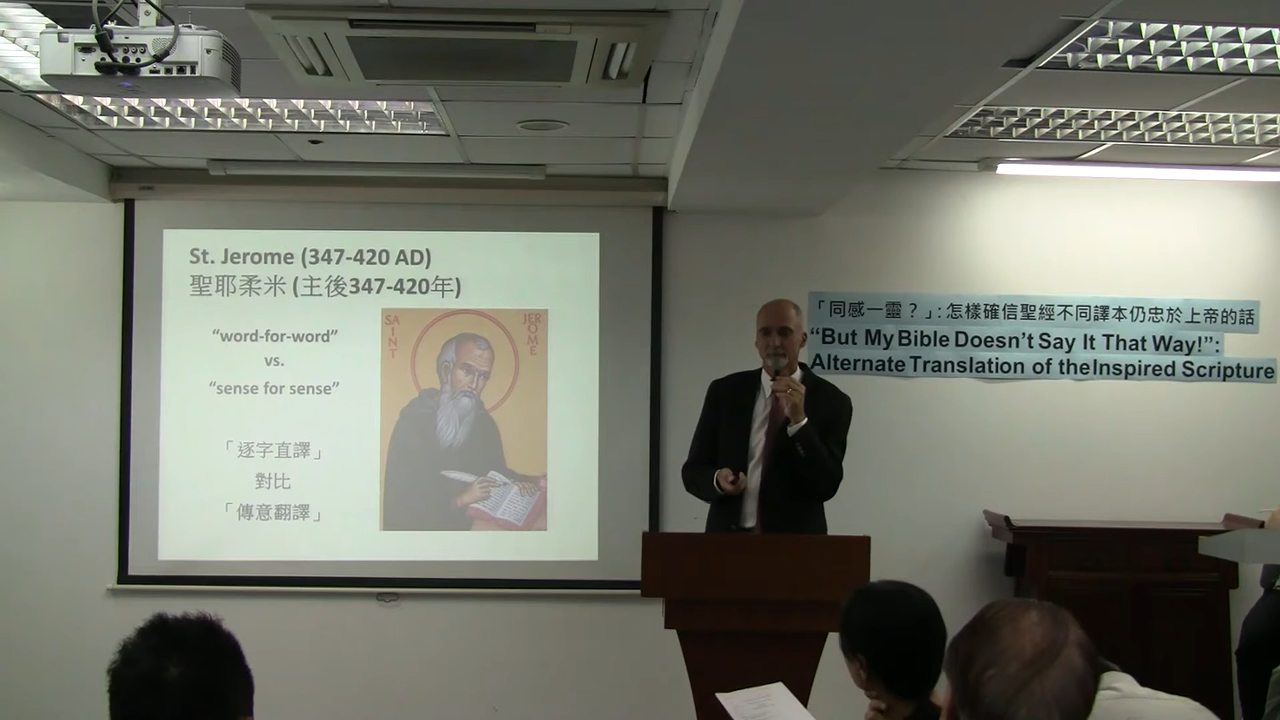 St. Jerome (347-420 AD)
聖耶柔米 (主後347-420年)
“word-for-word”
vs.
“sense for sense”
「逐字直譯」
對比
「傳意翻譯」
SAINT
JEROME
「同感一靈？」: 怎樣確信聖經不同譯本仍忠於上帝的話
“But My Bible Doesn’t Say It That Way!”:
Alternate Translation of the Inspired Scripture